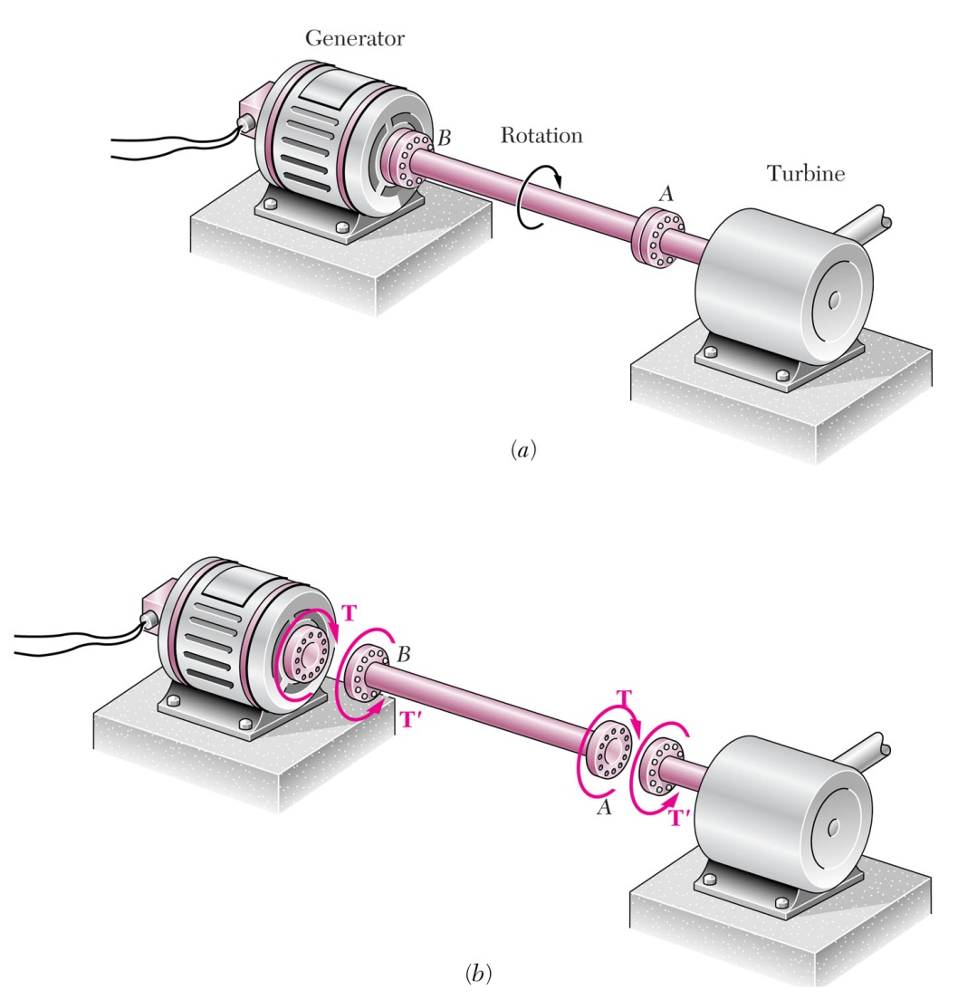 Generator
B
Rotation
A
Turbine
(a)
T
B
T′
T
A
T′
(b)